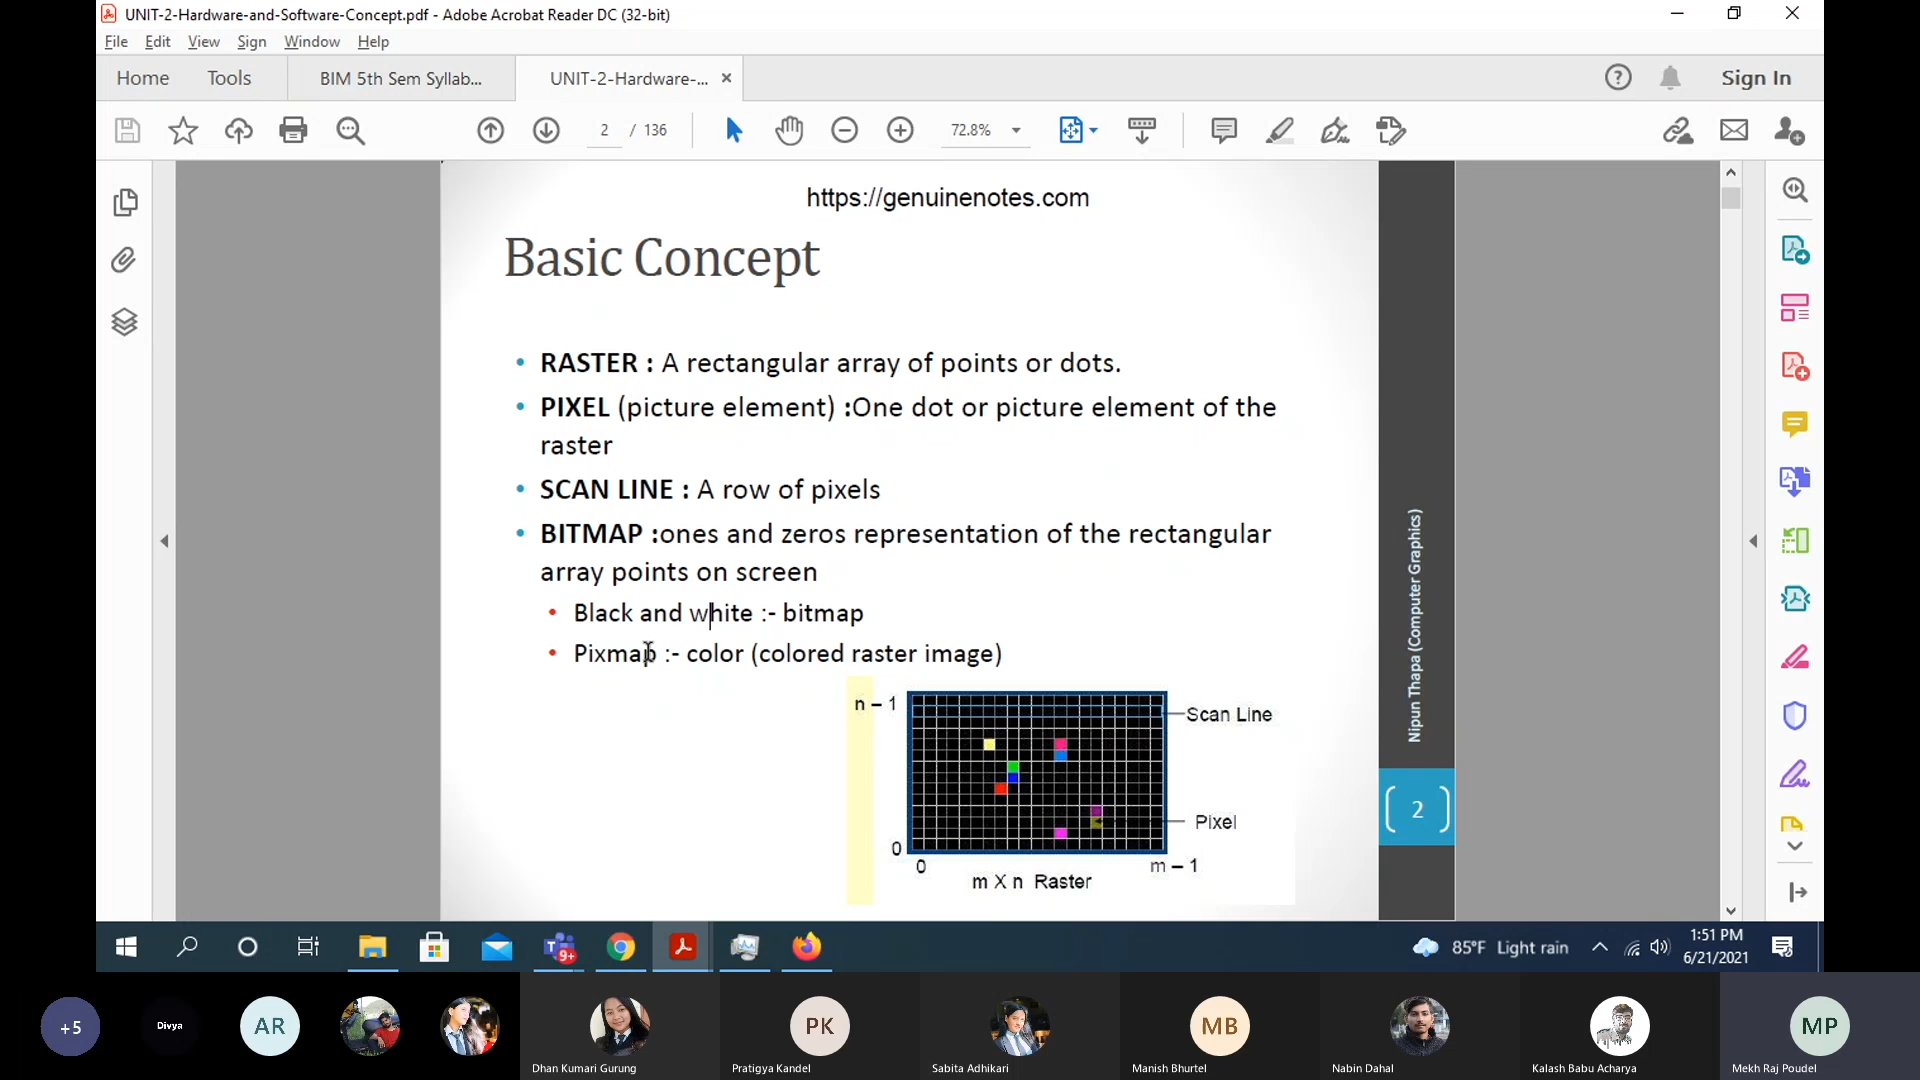 UNIT-2-Hardware-and-Software-Concept.pdf - Adobe Acrobat Reader DC (32-bit)
File Edit View Sign Window Help
Home Tools BIM 5th Sem Syllab... UNIT-2-Hardware-... × Sign In
2 / 136 72.8%
https://genuinenotes.com
Basic Concept
• RASTER : A rectangular array of points or dots.
• PIXEL (picture element) :One dot or picture element of the
raster
• SCAN LINE : A row of pixels
• BITMAP :ones and zeros representation of the rectangular
array points on screen
• Black and white :- bitmap
• Pixmap :- color (colored raster image)
n – 1
Scan Line
Pixel
0
0
m – 1
m X n Raster
Nipun Thapa (Computer Graphics)
2
9+
85°F Light rain
1:51 PM
6/21/2021
+5
Divya
AR
PK
MB
MP
Dhan Kumari Gurung
Pratigya Kandel
Sabita Adhikari
Manish Bhurtel
Nabin Dahal
Kalash Babu Acharya
Mekh Raj Poudel